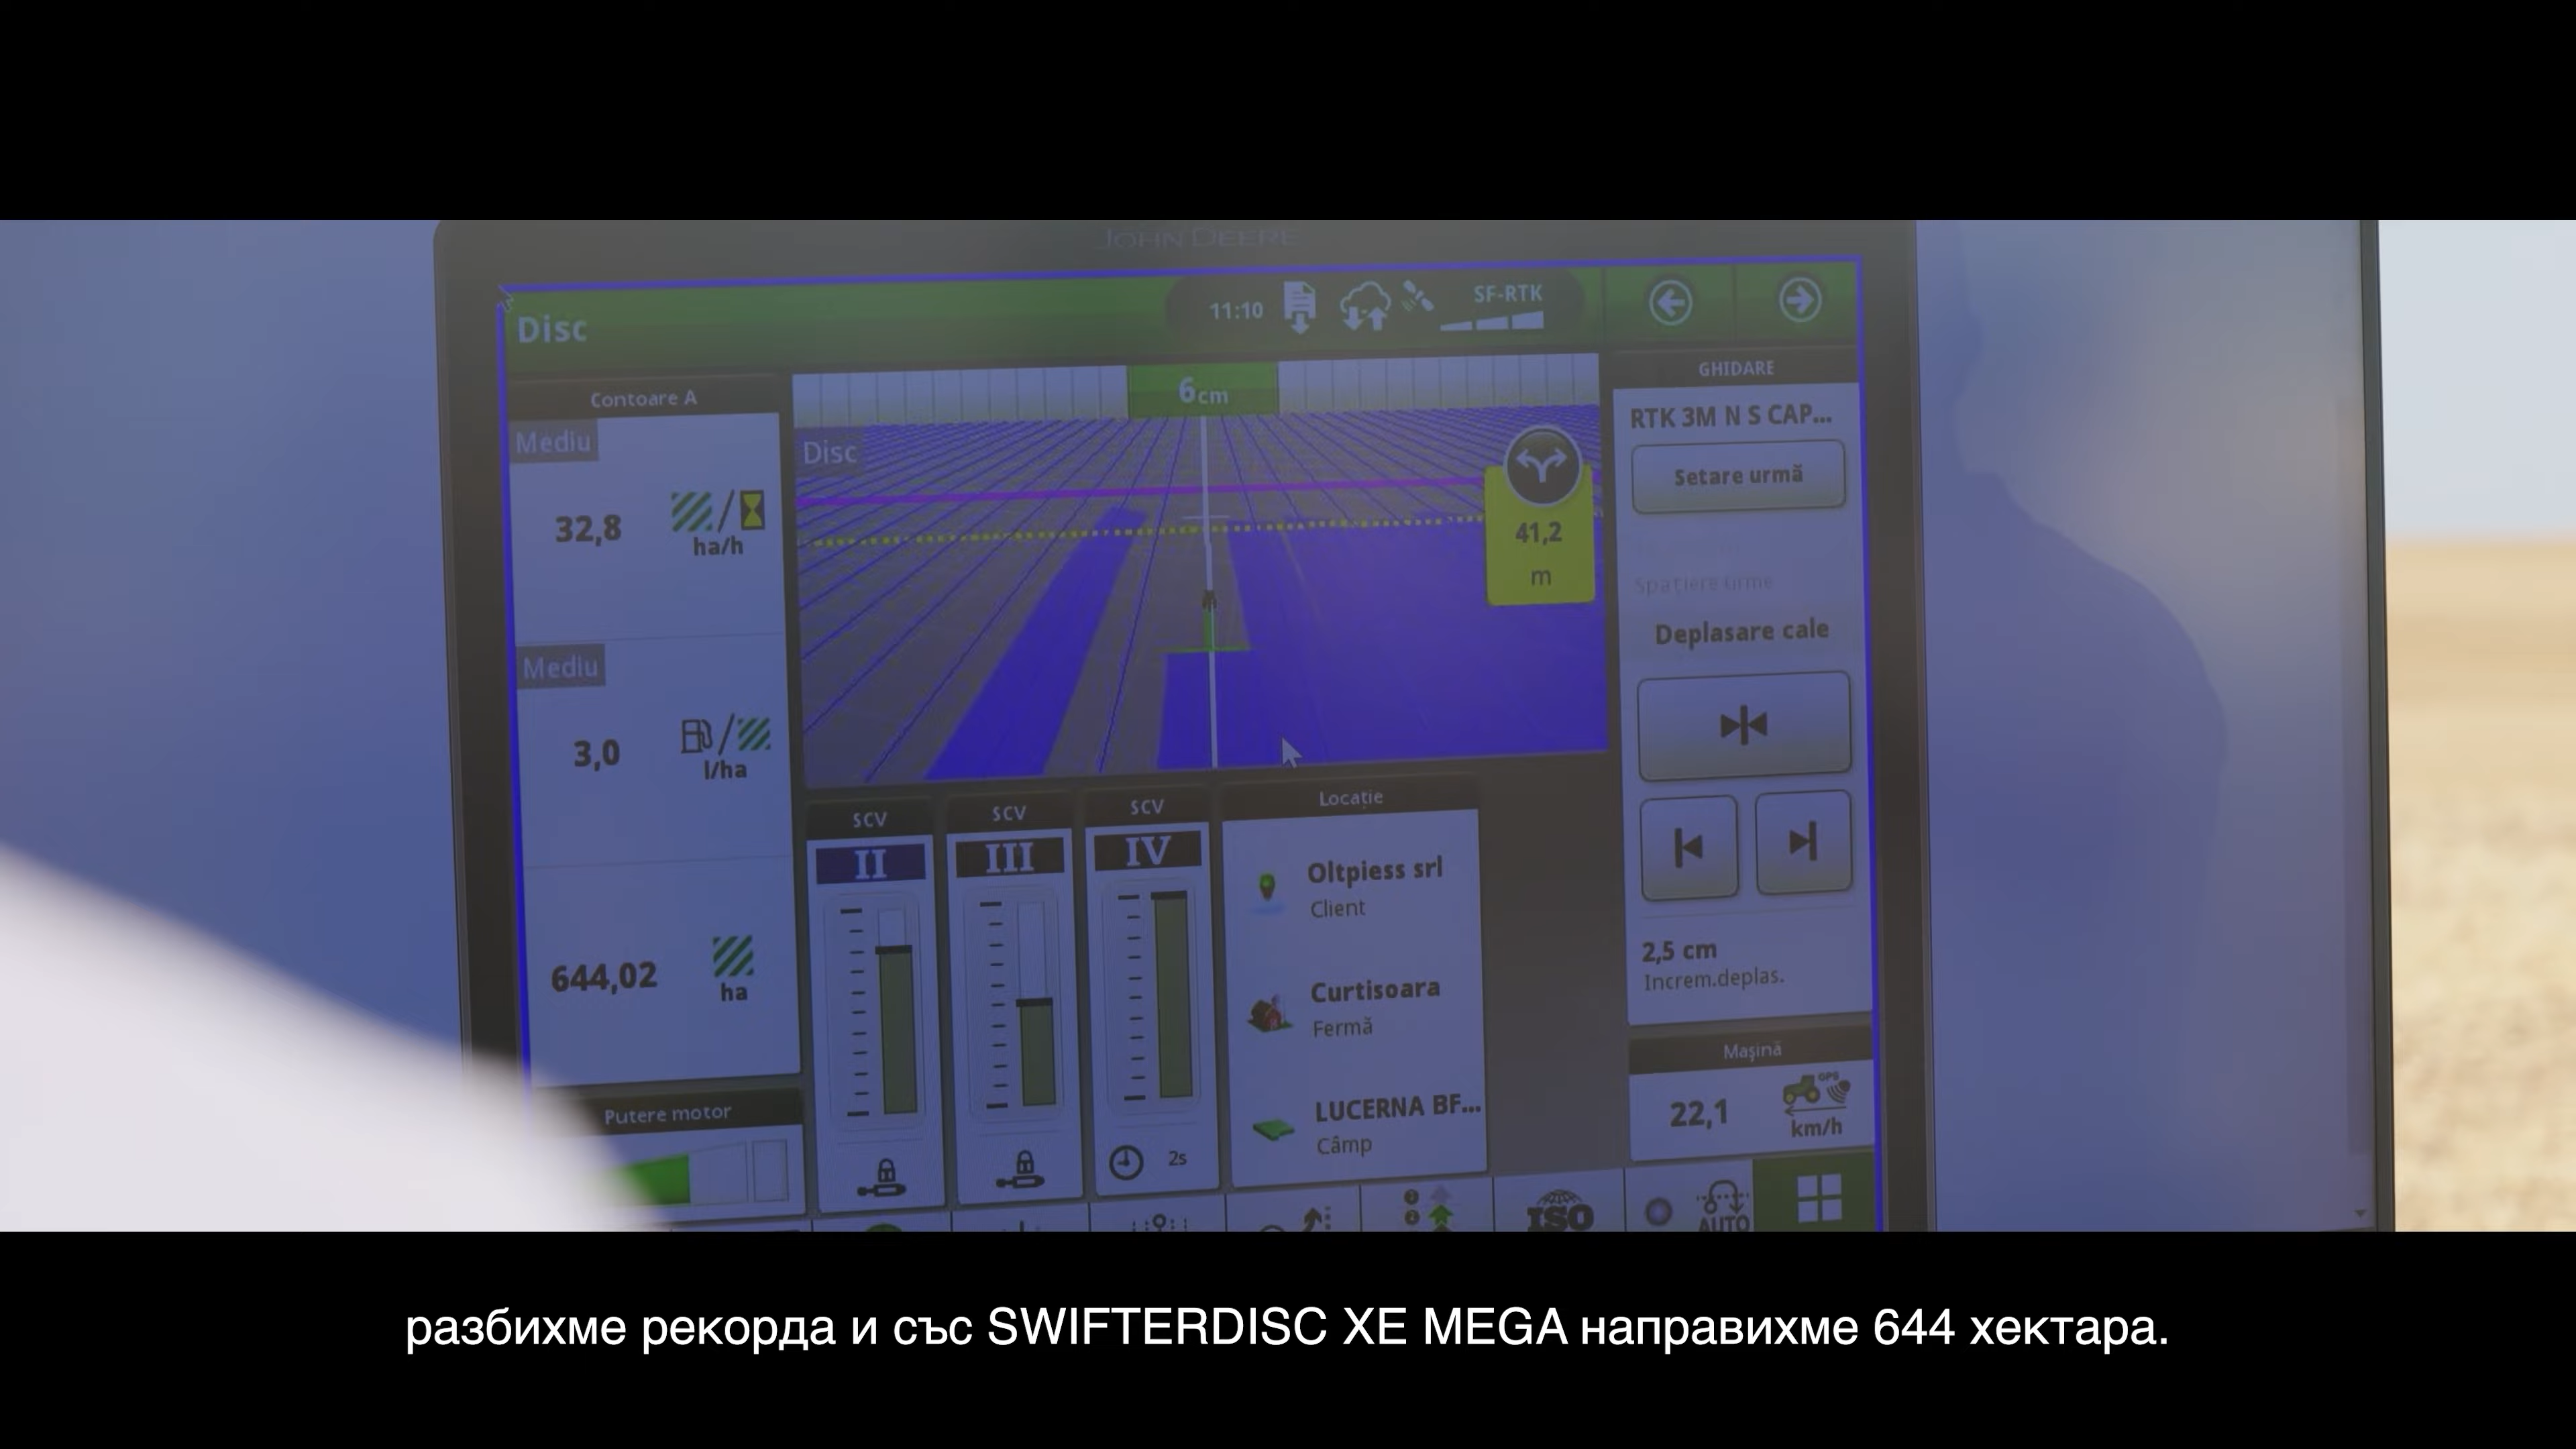 JOHN DEERE
Disc
11:10
SF-RTK
Contoare A
6cm
GHIDARE
Mediu
32,8
ha/h
Disc
41,2
m
RTK 3M N S CAP...
Setare urmă
Spațiere urme
Deplasare cale
Mediu
3,0
l/ha
644,02
ha
SCV
II
SCV
III
SCV
IV
2s
Locație
Oltpiess srl
Client
Curtisoara
Fermă
LUCERNA BF...
Câmp
2,5 cm
Increm.deplas.
Mașină
22,1
GPS
km/h
Putere motor
ISO
AUTO
разбихме рекорда и със SWIFTERDISC XE MEGA направихме 644 хектара.